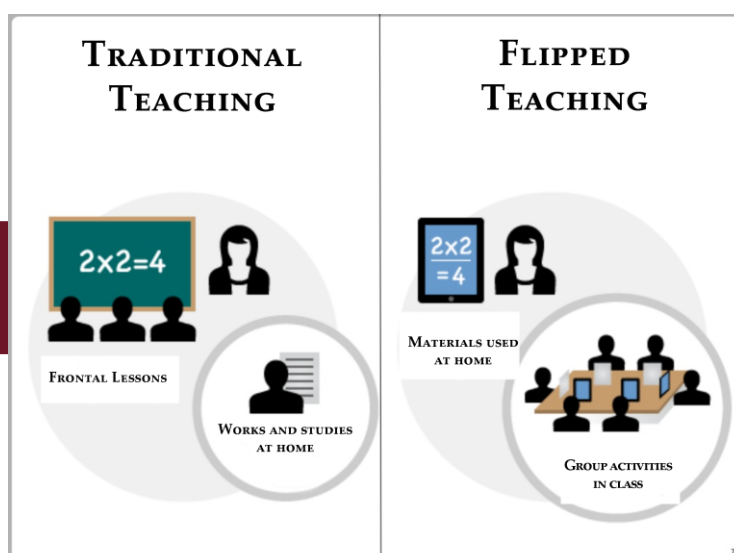 TRADITIONAL
TEACHING
2x2=4
FRONTAL LESSONS
WORKS AND STUDIES
AT HOME
FLIPPED
TEACHING
2x2
=4
MATERIALS USED
AT HOME
GROUP ACTIVITIES
IN CLASS